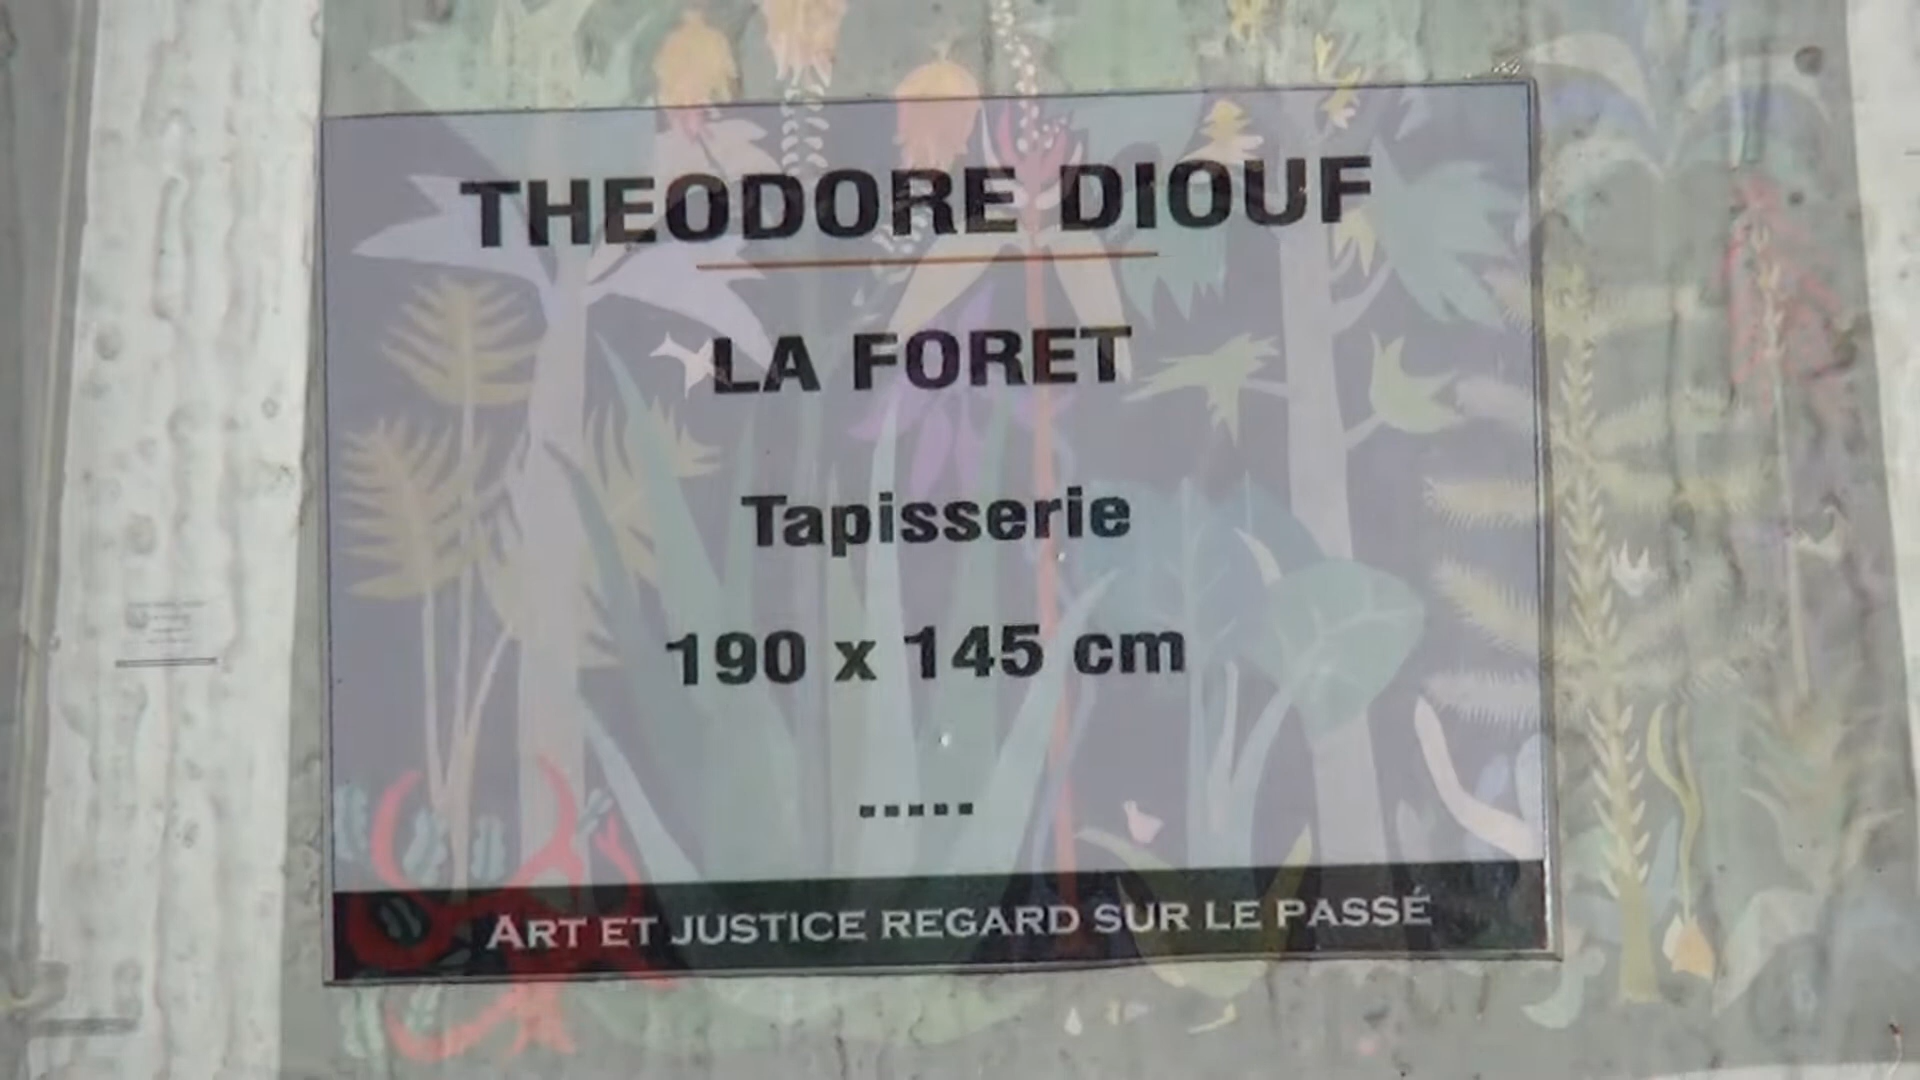 THEODORE DIOUF
LA FORET
Tapisserie
190 x 145 cm
.....
ART ET JUSTICE REGARD SUR LE PASSÉ